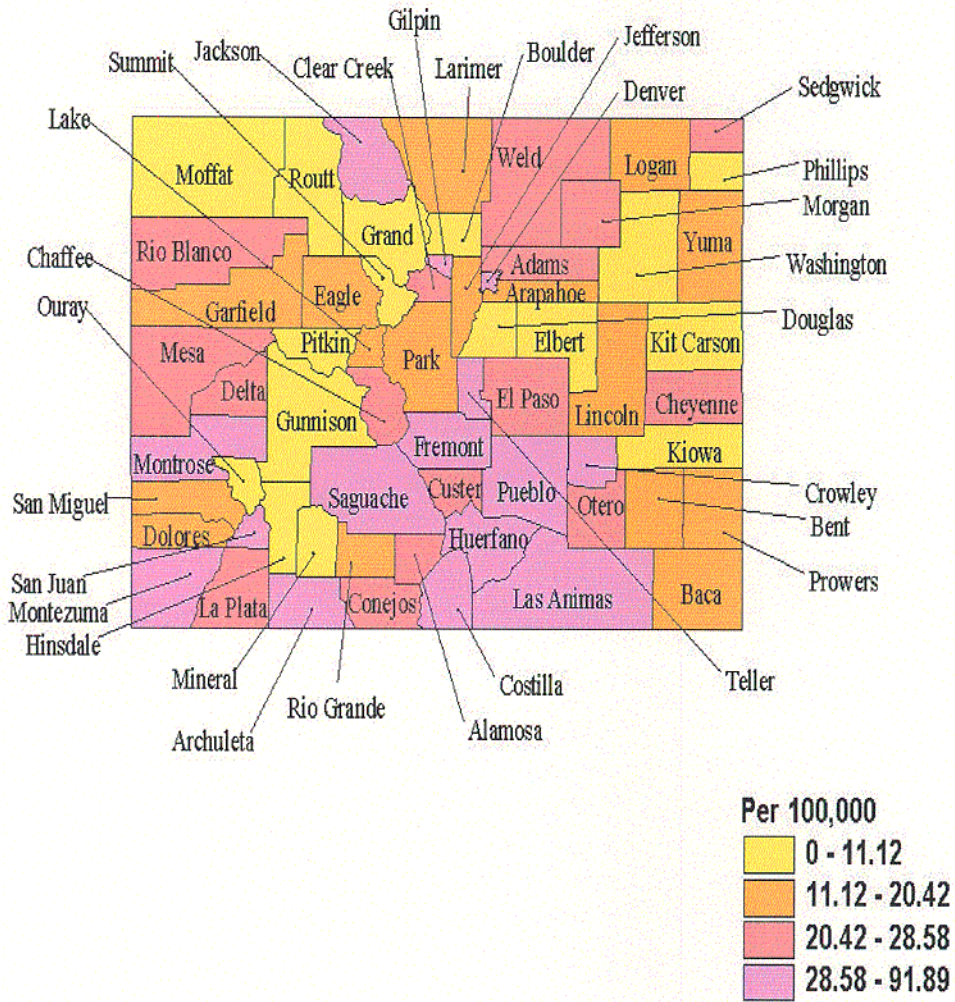 Gilpin
Jackson
Jefferson
Summit
Clear Creek
Larimer
Boulder
Denver
Sedgwick
Lake
Moffat
Routt
Weld
Logan
Phillips
Morgan
Grand
Yuma
Rio Blanco
Chaffee
Adams
Washington
Eagle
Arapahoe
Garfield
Ouray
Douglas
Pitkin
Elbert
Kit Carson
Mesa
Park
Delta
El Paso
Cheyenne
Gunnison
Lincoln
Fremont
Kiowa
Montrose
San Miguel
Saguache
Custer
Pueblo
Otero
Crowley
Bent
Dolores
Huerfano
San Juan
Prowers
Montezuma
La Plata
Conejos
Las Animas
Baca
Hinsdale
Mineral
Rio Grande
Costilla
Teller
Archuleta
Alamosa
Per 100,000
0 - 11.12
11.12 - 20.42
20.42 - 28.58
28.58 - 91.89